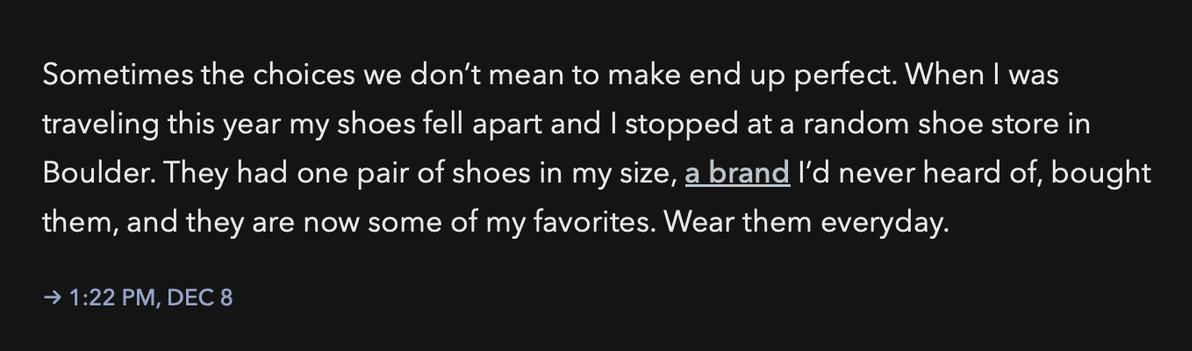 Sometimes the choices we don’t mean to make end up perfect. When I was
traveling this year my shoes fell apart and I stopped at a random shoe store in
Boulder. They had one pair of shoes in my size, a brand I’d never heard of, bought
them, and they are now some of my favorites. Wear them everyday.
→ 1:22 PM, DEC 8